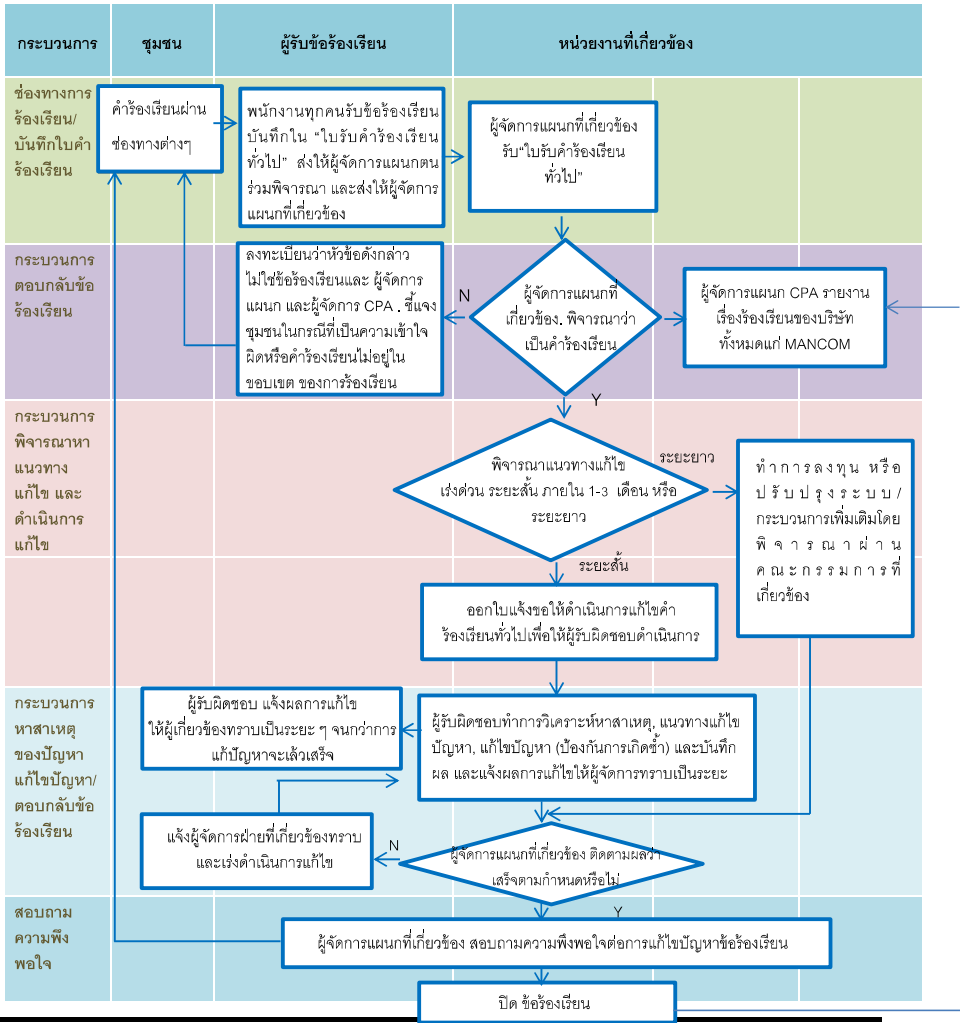 กระบวนการ
ชุมชน
ผู้รับข้อร้องเรียน
หน่วยงานที่เกี่ยวข้อง
ช่องทางการ
ร้องเรียน/
บันทึกใบคำ
ร้องเรียน
คำร้องเรียนผ่าน
ช่องทางต่างๆ
พนักงานทุกคนรับข้อร้องเรียน
บันทึกใน “ใบรับคำร้องเรียน
ทั่วไป” ส่งให้ผู้จัดการแผนกตน
ร่วมพิจารณา และส่งให้ผู้จัดการ
แผนกที่เกี่ยวข้อง
ผู้จัดการแผนกที่เกี่ยวข้อง
รับ“ใบรับคำร้องเรียน
ทั่วไป”
กระบวนการ
ตอบกลับข้อ
ร้องเรียน
ลงทะเบียนว่าหัวข้อดังกล่าว
ไม่ใช่ข้อร้องเรียนและ ผู้จัดการ
แผนก และผู้จัดการ CPA . ชี้แจง
ชุมชนในกรณีที่เป็นความเข้าใจ
ผิดหรือคำร้องเรียนไม่อยู่ใน
ขอบเขต ของการร้องเรียน
N
ผู้จัดการแผนกที่
เกี่ยวข้อง. พิจารณาว่า
เป็นคำร้องเรียน
ผู้จัดการแผนก CPA รายงาน
เรื่องร้องเรียนของบริษัท
ทั้งหมดแก่ MANCOM
Y
กระบวนการ
พิจารณาหา
แนวทาง
แก้ไข และ
ดำเนินการ
แก้ไข
พิจารณาแนวทางแก้ไข
เร่งด่วน ระยะสั้น ภายใน 1-3 เดือน หรือ
ระยะยาว
ระยะยาว
ทำการลงทุน หรือ
ปรับปรุงระบบ/
กระบวนการเพิ่มเติมโดย
พิจารณาผ่าน
คณะกรรมการที่
เกี่ยวข้อง
ระยะสั้น
ออกใบแจ้งขอให้ดำเนินการแก้ไขคำ
ร้องเรียนทั่วไปเพื่อให้ผู้รับผิดชอบดำเนินการ
กระบวนการ
หาสาเหตุ
ของปัญหา
แก้ไขปัญหา/
ตอบกลับข้อ
ร้องเรียน
ผู้รับผิดชอบ แจ้งผลการแก้ไข
ให้ผู้เกี่ยวข้องทราบเป็นระยะ ๆ จนกว่าการ
แก้ปัญหาจะแล้วเสร็จ
ผู้รับผิดชอบทำการวิเคราะห์หาสาเหตุ, แนวทางแก้ไข
ปัญหา, แก้ไขปัญหา (ป้องกันการเกิดซ้ำ) และบันทึก
ผล และแจ้งผลการแก้ไขให้ผู้จัดการทราบเป็นระยะ
แจ้งผู้จัดการฝ่ายที่เกี่ยวข้องทราบ
และเร่งดำเนินการแก้ไข
N
ผู้จัดการแผนกที่เกี่ยวข้อง ติดตามผลว่า
เสร็จตามกำหนดหรือไม่
Y
สอบถาม
ความพึง
พอใจ
ผู้จัดการแผนกที่เกี่ยวข้อง สอบถามความพึงพอใจต่อการแก้ไขปัญหาข้อร้องเรียน
ปิด ข้อร้องเรียน